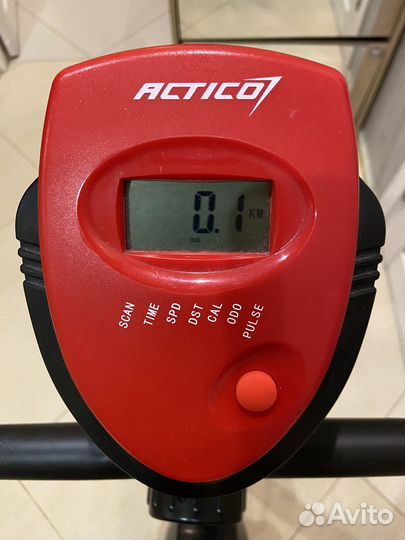 ACTICO
0.1 KM
SCAN
TIME
SPD
DST
CAL
ODO
PULSE
Avito